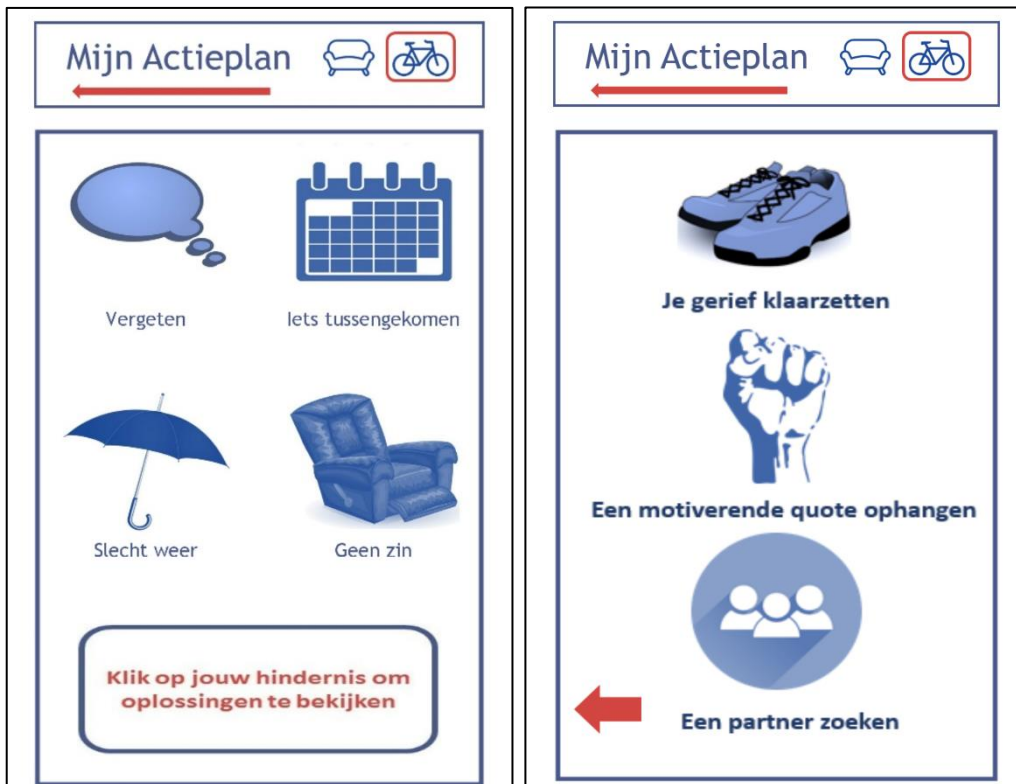 Mijn Actieplan
Vergeten
Iets tussengekomen
Slecht weer
Geen zin
Klik op jouw hindernis om
oplossingen te bekijken
Mijn Actieplan
Je gerief klaarzetten
Een motiverende quote ophangen
Een partner zoeken